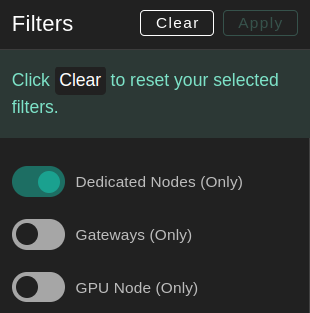 Filters Clear Apply
Click Clear to reset your selected
filters.
Dedicated Nodes (Only)
Gateways (Only)
GPU Node (Only)